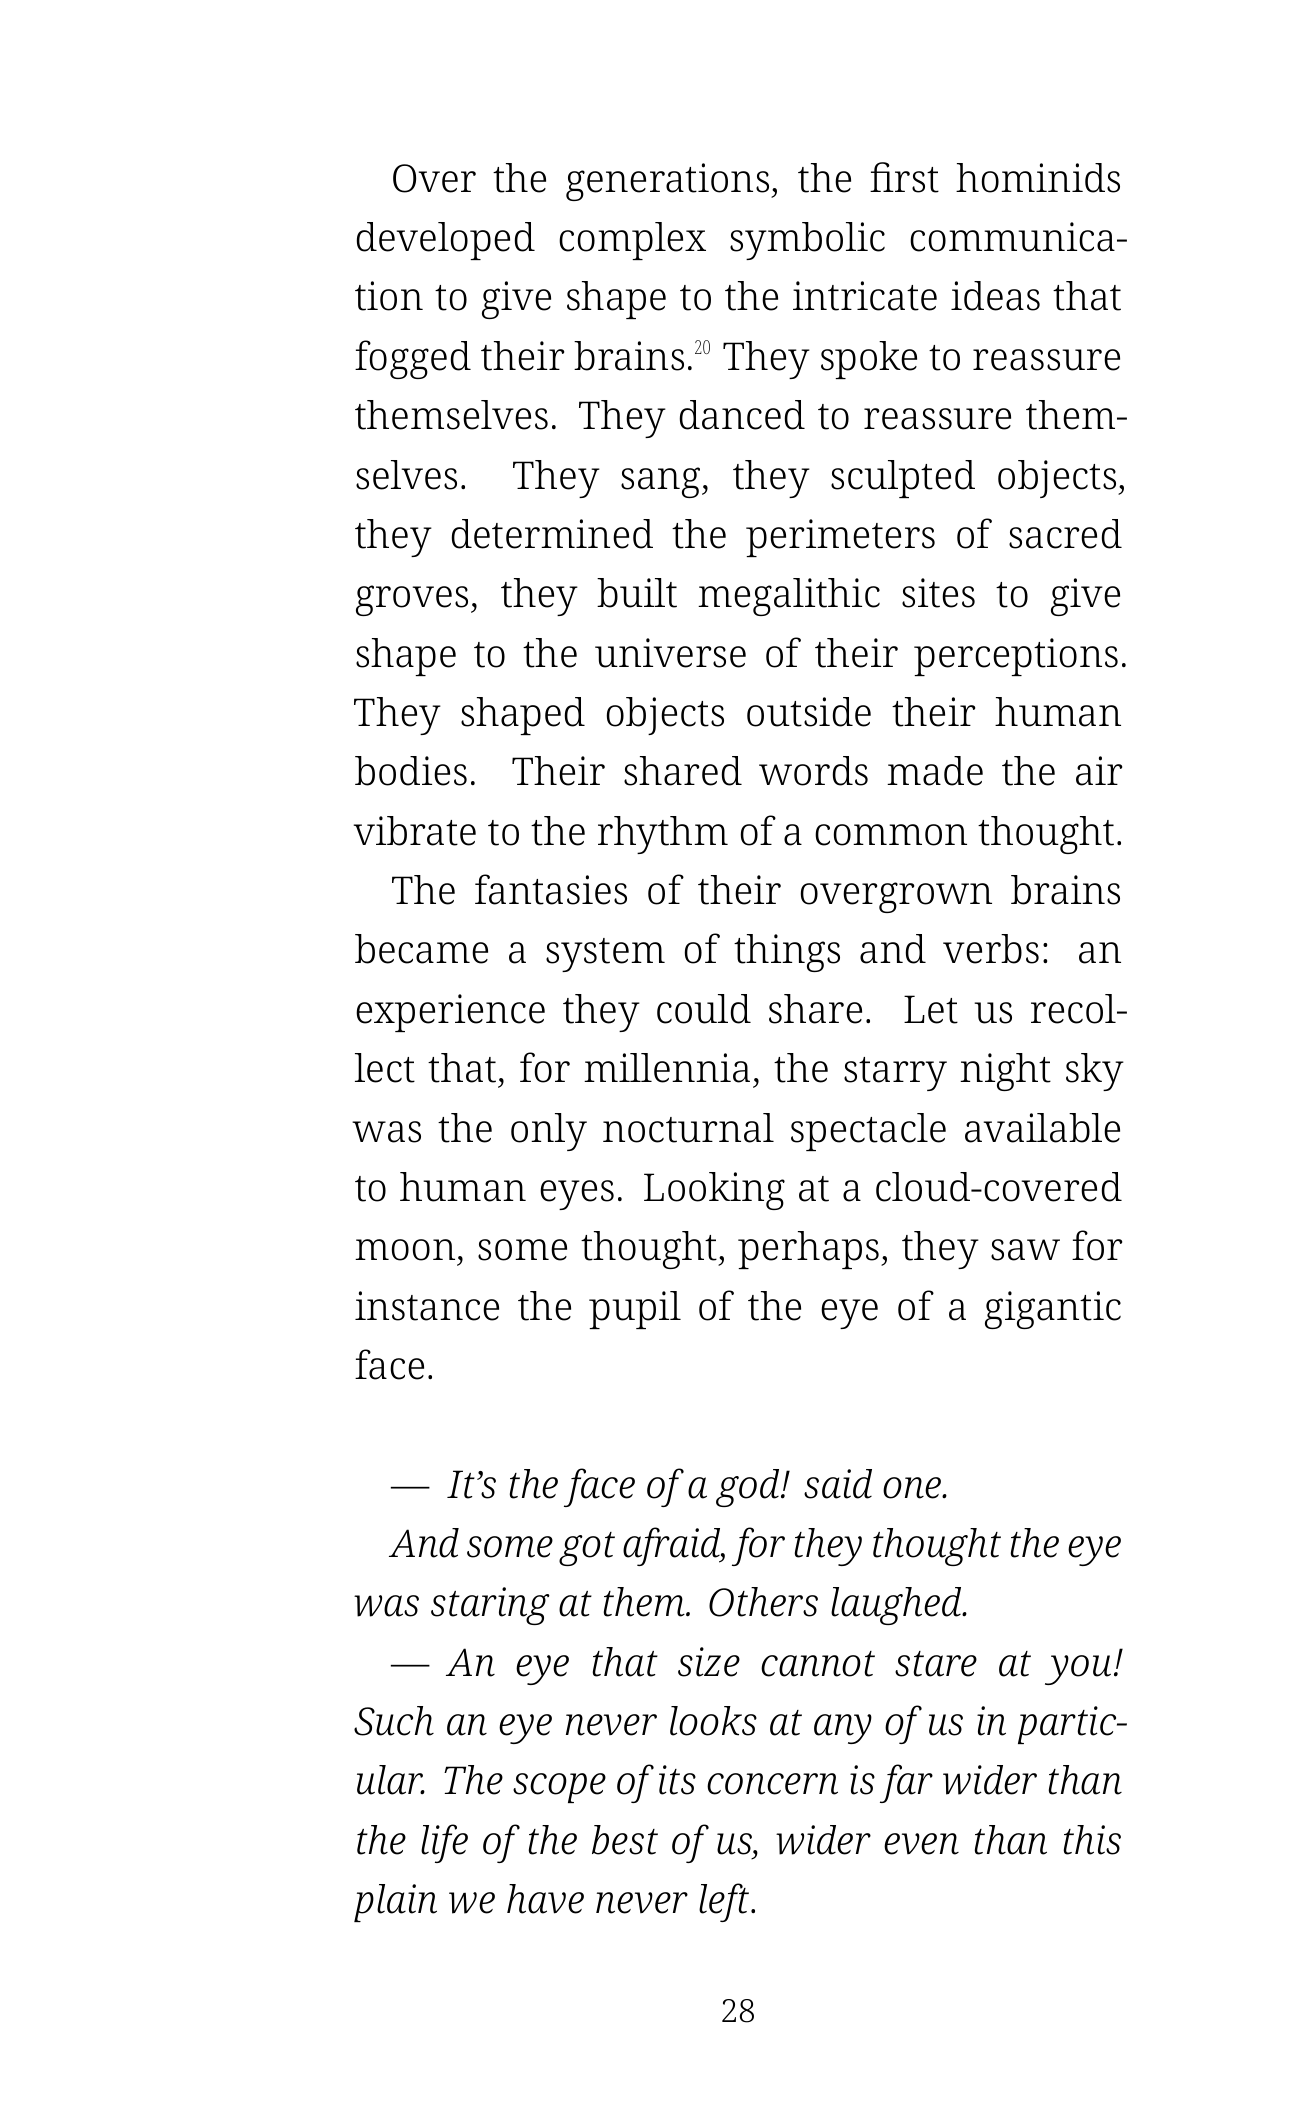 Over the generations, the first hominids
developed complex symbolic communica-
tion to give shape to the intricate ideas that
fogged their brains.20 They spoke to reassure
themselves. They danced to reassure them-
selves. They sang, they sculpted objects,
they determined the perimeters of sacred
groves, they built megalithic sites to give
shape to the universe of their perceptions.
They shaped objects outside their human
bodies. Their shared words made the air
vibrate to the rhythm of a common thought.
The fantasies of their overgrown brains
became a system of things and verbs: an
experience they could share. Let us recol-
lect that, for millennia, the starry night sky
was the only nocturnal spectacle available
to human eyes. Looking at a cloud-covered
moon, some thought, perhaps, they saw for
instance the pupil of the eye of a gigantic
face.
— It’s the face of a god! said one.
And some got afraid, for they thought the eye
was staring at them. Others laughed.
— An eye that size cannot stare at you!
Such an eye never looks at any of us in partic-
ular. The scope of its concern is far wider than
the life of the best of us, wider even than this
plain we have never left.
28